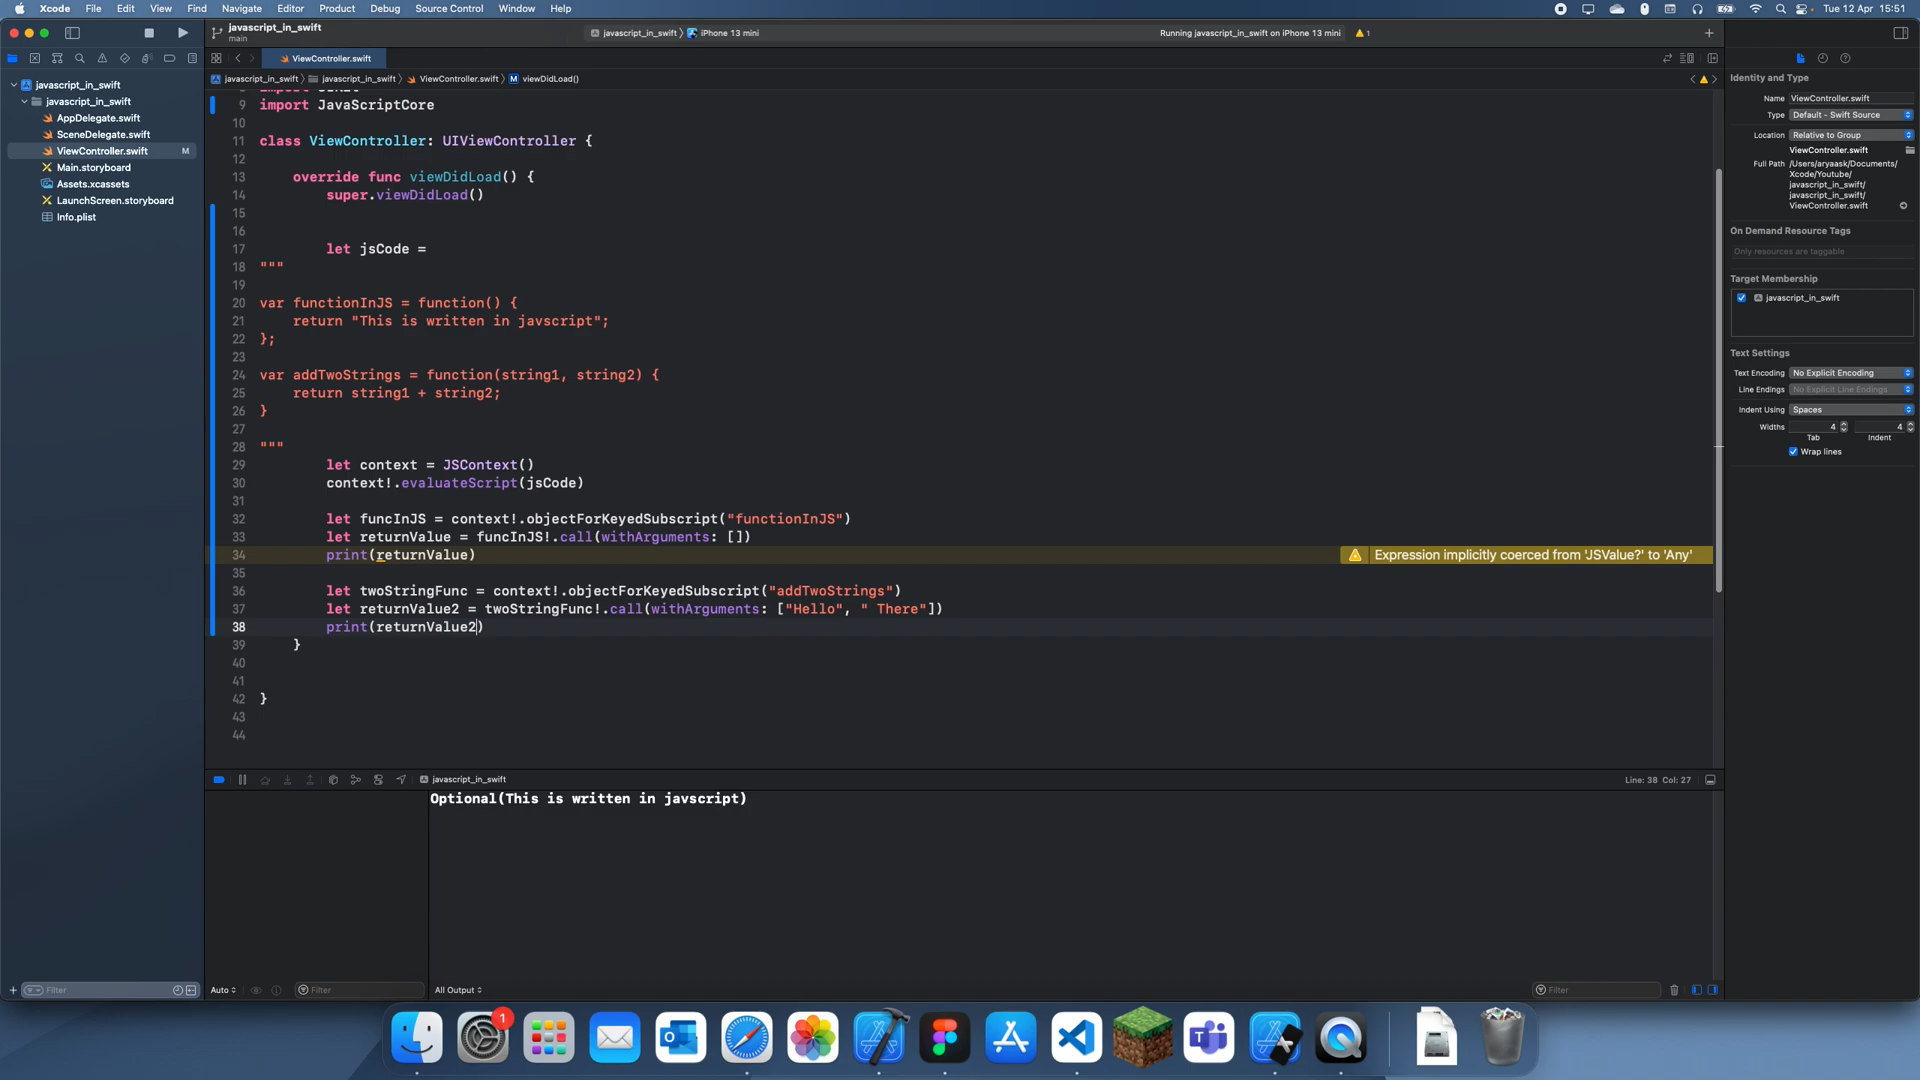 Xcode File Edit View Find Navigate Editor Product Debug Source Control Window Help Tue 12 Apr 15:51
javascript_in_swift
main
javascript_in_swift iPhone 13 mini
Running javascript_in_swift on iPhone 13 mini 1
ViewController.swift
javascript_in_swift javascript_in_swift ViewController.swift M viewDidLoad()
javascript_in_swift
javascript_in_swift
AppDelegate.swift
SceneDelegate.swift
ViewController.swift M
Main.storyboard
Assets.xcassets
LaunchScreen.storyboard
Info.plist
9 import JavaScriptCore
10
11 class ViewController: UIViewController {
12
13 override func viewDidLoad() {
14 super.viewDidLoad()
15
16
17 let jsCode =
18 """
19
20 var functionInJS = function() {
21 return "This is written in javscript";
22 };
23
24 var addTwoStrings = function(string1, string2) {
25 return string1 + string2;
26 }
27
28 """
29 let context = JSContext()
30 context!.evaluateScript(jsCode)
31
32 let funcInJS = context!.objectForKeyedSubscript("functionInJS")
33 let returnValue = funcInJS!.call(withArguments: [])
34 print(returnValue) Expression implicitly coerced from 'JSValue?' to 'Any'
35
36 let twoStringFunc = context!.objectForKeyedSubscript("addTwoStrings")
37 let returnValue2 = twoStringFunc!.call(withArguments: ["Hello", " There"])
38 print(returnValue2)
39 }
40
41
42 }
43
44
javascript_in_swift Line: 38 Col: 27
Optional(This is written in javscript)
Filter
Auto
Filter
All Output
Filter
Identity and Type
Name ViewController.swift
Type Default - Swift Source
Location Relative to Group
ViewController.swift
Full Path /Users/aryaask/Documents/
Xcode/Youtube/
javascript_in_swift/
javascript_in_swift/
ViewController.swift
On Demand Resource Tags
Only resources are taggable
Target Membership
javascript_in_swift
Text Settings
Text Encoding No Explicit Encoding
Line Endings No Explicit Line Endings
Indent Using Spaces
Widths 4 4
Tab Indent
Wrap lines
1